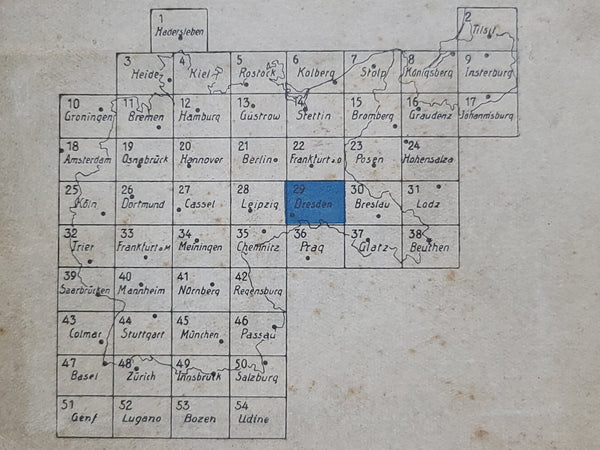 1 Hadersleben
2 Tilsit
3 Heide
4 Kiel
5 Rostock
6 Kolberg
7 Stolp
8 Königsberg
9 Insterburg
10 Groningen
11 Bremen
12 Hamburg
13 Güstrow
14 Stettin
15 Bromberg
16 Graudenz
17 Johannisburg
18 Amsterdam
19 Osnabrück
20 Hannover
21 Berlin
22 Frankfurt a.O
23 Posen
24 Hohensalza
25 Köln
26 Dortmund
27 Cassel
28 Leipzig
29 Dresden
30 Breslau
31 Lodz
32 Trier
33 Frankfurt a.M
34 Meiningen
35 Chemnitz
36 Prag
37 Glatz
38 Beuthen
39 Saarbrücken
40 Mannheim
41 Nürnberg
42 Regensburg
43 Colmar
44 Stuttgart
45 München
46 Passau
47 Basel
48 Zürich
49 Innsbruk
50 Salzburg
51 Genf
52 Lugano
53 Bozen
54 Udine